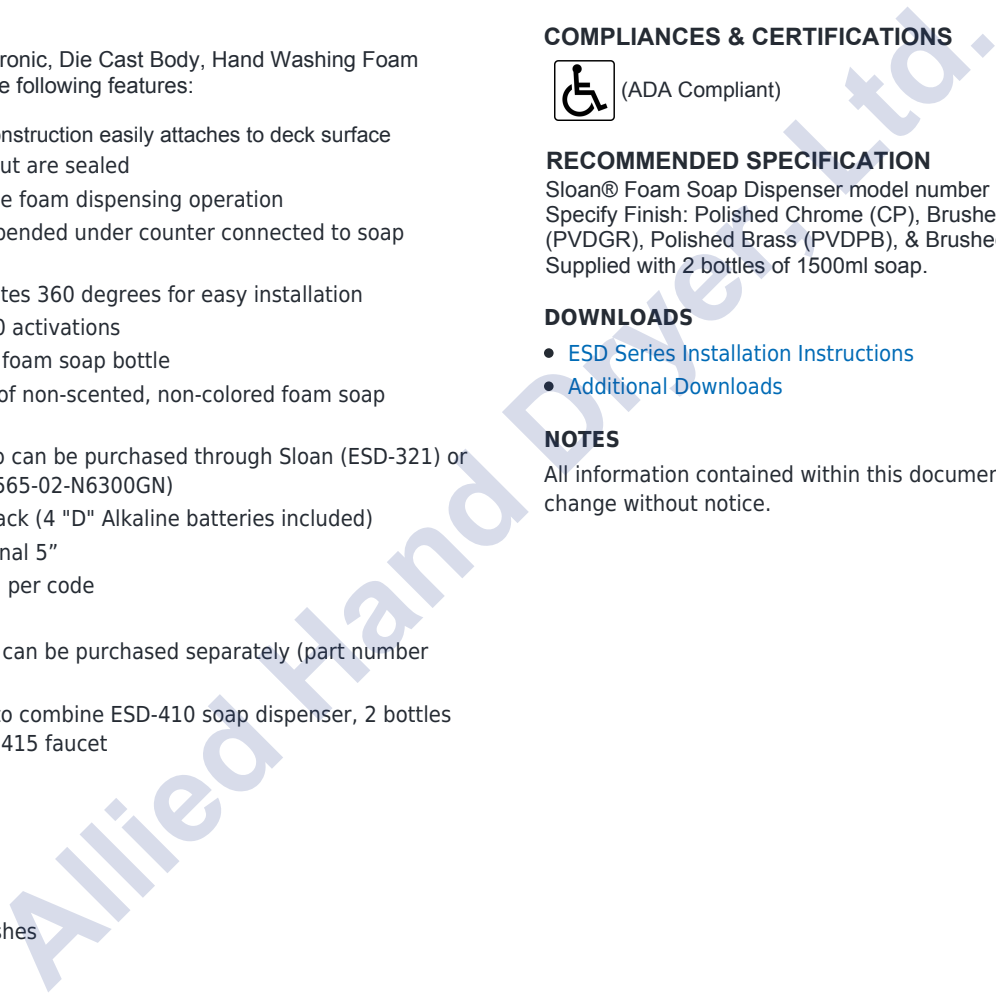 ronic, Die Cast Body, Hand Washing Foam
e following features:
onstruction easily attaches to deck surface
ut are sealed
e foam dispensing operation
pended under counter connected to soap
tes 360 degrees for easy installation
0 activations
foam soap bottle
of non-scented, non-colored foam soap
o can be purchased through Sloan (ESD-321) or
565-02-N6300GN)
ack (4 "D" Alkaline batteries included)
nal 5”
per code
can be purchased separately (part number
to combine ESD-410 soap dispenser, 2 bottles
415 faucet
shes
COMPLIANCES & CERTIFICATIONS
(ADA Compliant)
RECOMMENDED SPECIFICATION
Sloan® Foam Soap Dispenser model number
Specify Finish: Polished Chrome (CP), Brushe
(PVDGR), Polished Brass (PVDPB), & Brushe
Supplied with 2 bottles of 1500ml soap.
DOWNLOADS
• ESD Series Installation Instructions
• Additional Downloads
NOTES
All information contained within this documen
change without notice.
Allied Hand Dryer, Ltd.